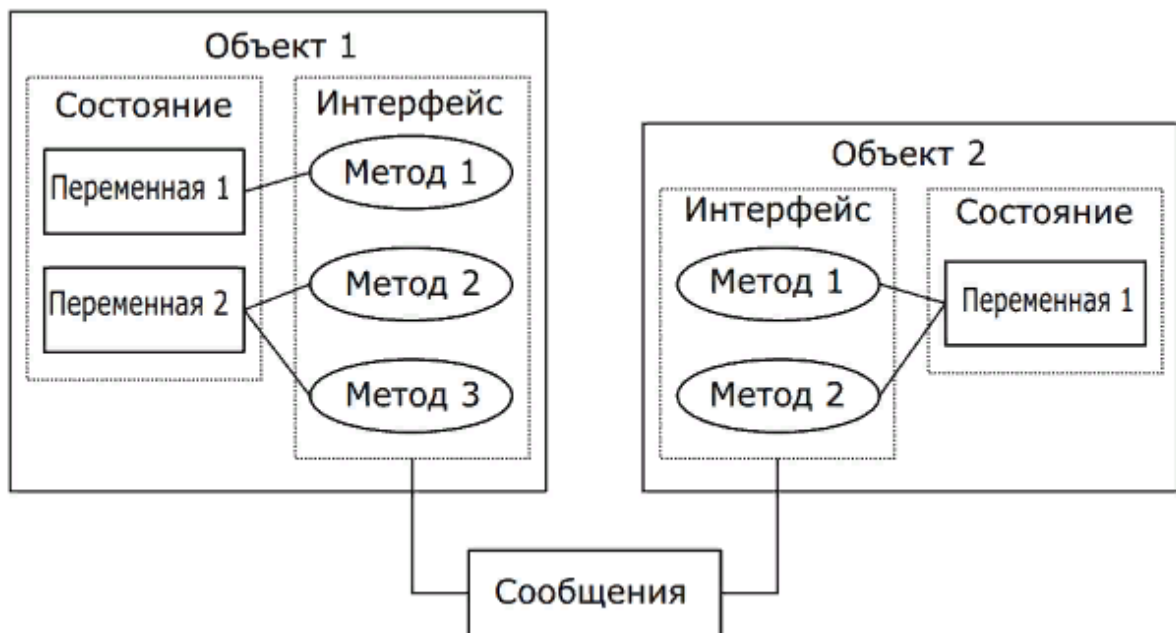 Объект 1
Состояние
Интерфейс
Переменная 1
Метод 1
Переменная 2
Метод 2
Метод 3
Объект 2
Интерфейс
Состояние
Метод 1
Переменная 1
Метод 2
Сообщения